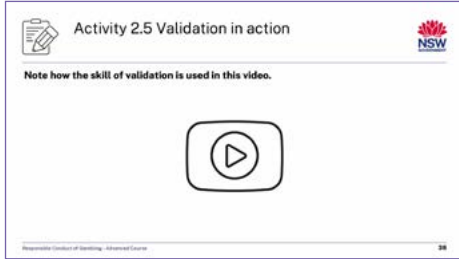 Activity 2.5 Validation in action
NSW
GOVERNMENT
Note how the skill of validation is used in this video.
Responsible Conduct of Gambling - Advanced Course
38